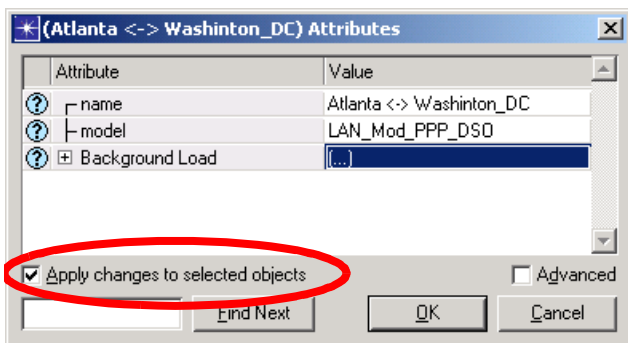 (Atlanta <-> Washinton_DC) Attributes
Attribute Value
name Atlanta <-> Washinton_DC
model LAN_Mod_PPP_DS0
Background Load (...)
Apply changes to selected objects Advanced
Find Next OK Cancel